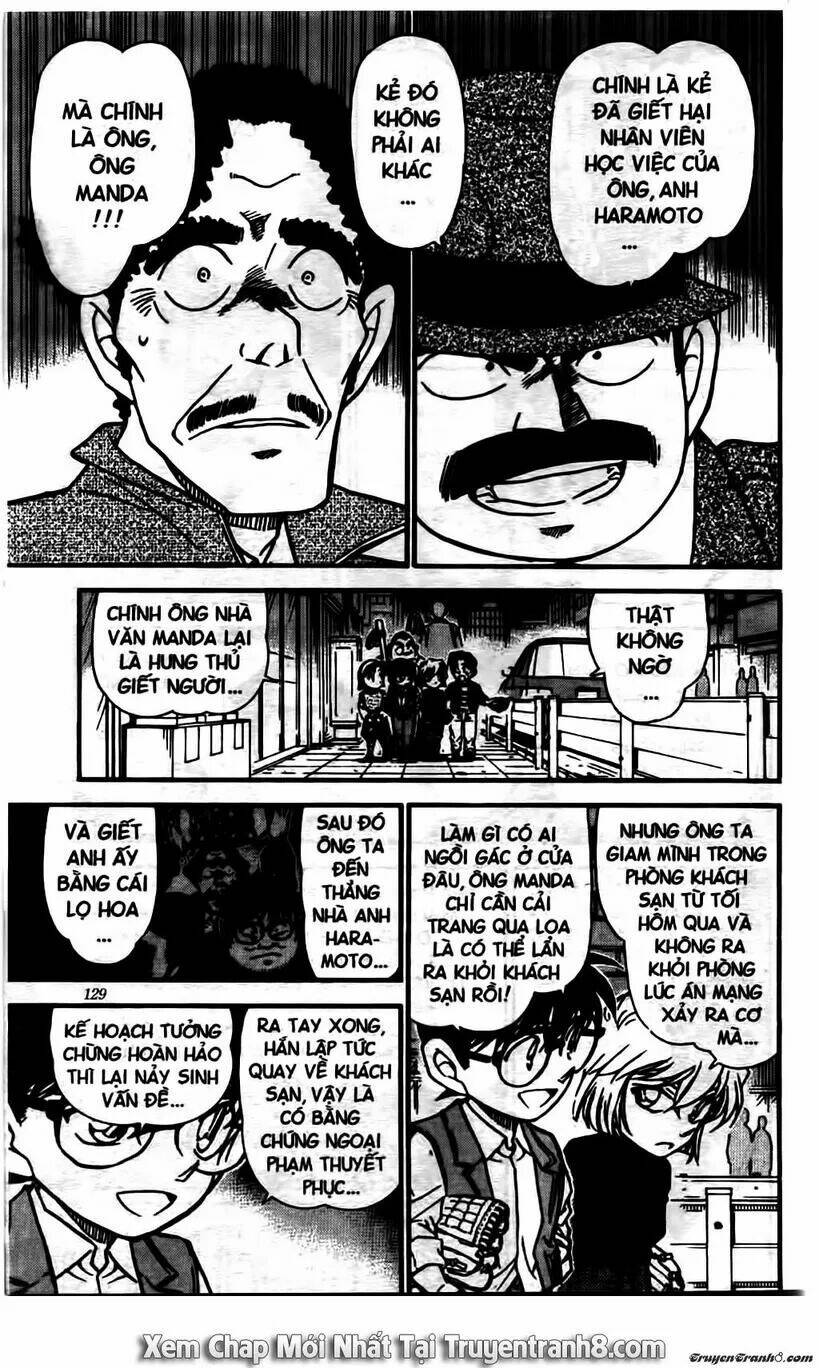 CHÍNH LÀ KẺ
ĐÃ GIẾT HẠI
NHÂN VIÊN
HỌC VIỆC CỦA
ÔNG, ANH
HARAMOTO
...
KẺ ĐÓ
KHÔNG
PHẢI AI
KHÁC
...
MÀ CHÍNH
LÀ ÔNG,
ÔNG
MANDA
!!!
THẬT
KHÔNG
NGỜ
...
CHÍNH ÔNG NHÀ
VĂN MANDA LẠI
LÀ HUNG THỦ
GIẾT NGƯỜI...
NHƯNG ÔNG TA
GIAM MÌNH TRONG
PHÒNG KHÁCH
SẠN TỪ TỐI
HÔM QUA VÀ
KHÔNG RA
KHỎI PHÒNG
LÚC ÁN MẠNG
XẢY RA CƠ
MÀ...
LÀM GÌ CÓ AI
NGỒI GÁC Ở CỬA
ĐÂU, ÔNG MANDA
CHỈ CẦN CẢI
TRANG QUA LOA
LÀ CÓ THỂ LẨN
RA KHỎI KHÁCH
SẠN RỒI!
SAU ĐÓ
ÔNG TA
ĐẾN
THẲNG
NHÀ ANH
HARA-
MOTO...
VÀ GIẾT
ANH ẤY
BẰNG CÁI
LỌ HOA
...
129
RA TAY XONG,
HẮN LẬP TỨC
QUAY VỀ KHÁCH
SẠN, VẬY LÀ
CÓ BẰNG
CHỨNG NGOẠI
PHẠM THUYẾT
PHỤC...
KẾ HOẠCH TƯỞNG
CHỪNG HOÀN HẢO
THÌ LẠI NẢY SINH
VẤN ĐỀ...
Xem Chap Mới Nhất Tại Truyentranh8.com
TruyenTranh8.com